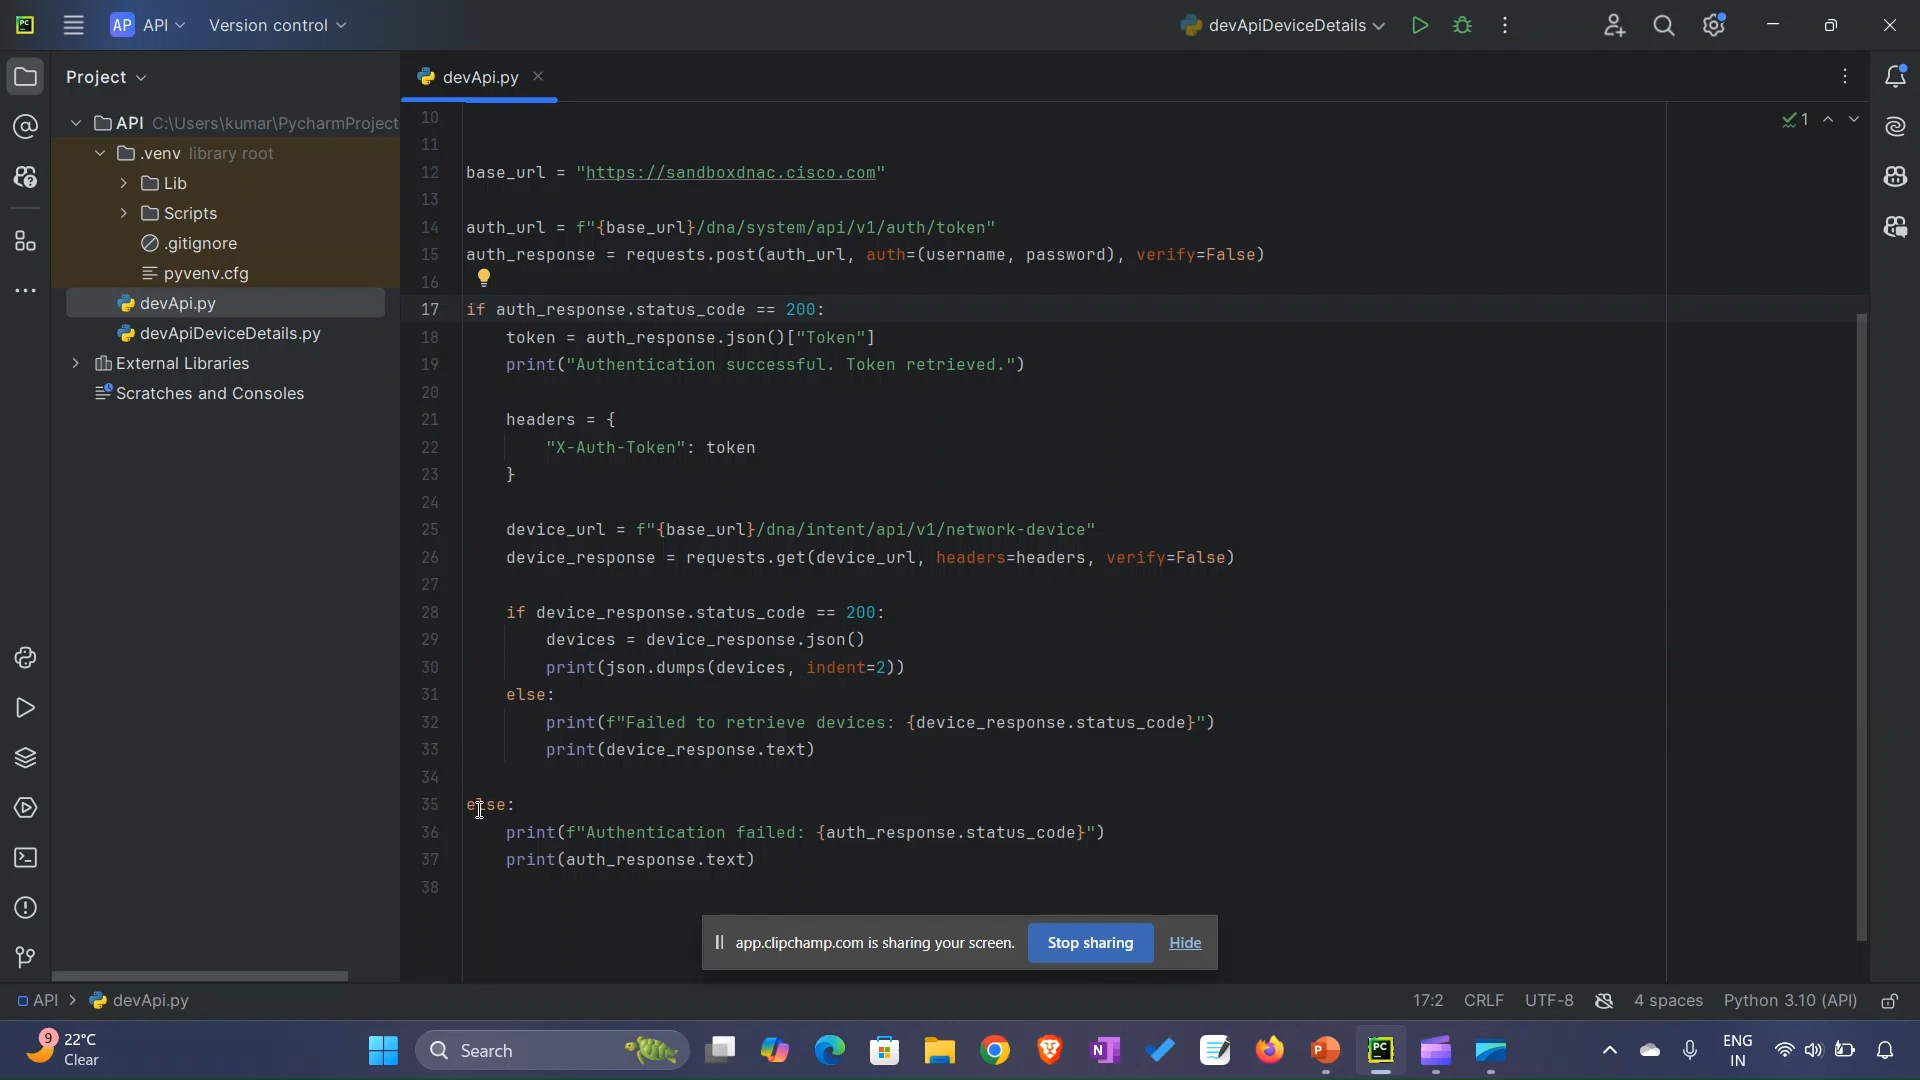 AP API Version control devApiDeviceDetails
Project devApi.py
API C:\Users\kumar\PycharmProject
.venv library root
Lib
Scripts
.gitignore
pyvenv.cfg
devApi.py
devApiDeviceDetails.py
External Libraries
Scratches and Consoles
1
10
11
12 base_url = "https://sandboxdnac.cisco.com"
13
14 auth_url = f"{base_url}/dna/system/api/v1/auth/token"
15 auth_response = requests.post(auth_url, auth=(username, password), verify=False)
16
17 if auth_response.status_code == 200:
18 token = auth_response.json()["Token"]
19 print("Authentication successful. Token retrieved.")
20
21 headers = {
22 "X-Auth-Token": token
23 }
24
25 device_url = f"{base_url}/dna/intent/api/v1/network-device"
26 device_response = requests.get(device_url, headers=headers, verify=False)
27
28 if device_response.status_code == 200:
29 devices = device_response.json()
30 print(json.dumps(devices, indent=2))
31 else:
32 print(f"Failed to retrieve devices: {device_response.status_code}")
33 print(device_response.text)
34
35 else:
36 print(f"Authentication failed: {auth_response.status_code}")
37 print(auth_response.text)
38
app.clipchamp.com is sharing your screen. Stop sharing Hide
API > devApi.py 17:2 CRLF UTF-8 4 spaces Python 3.10 (API)
9 22°C
Clear
Search
ENG
IN